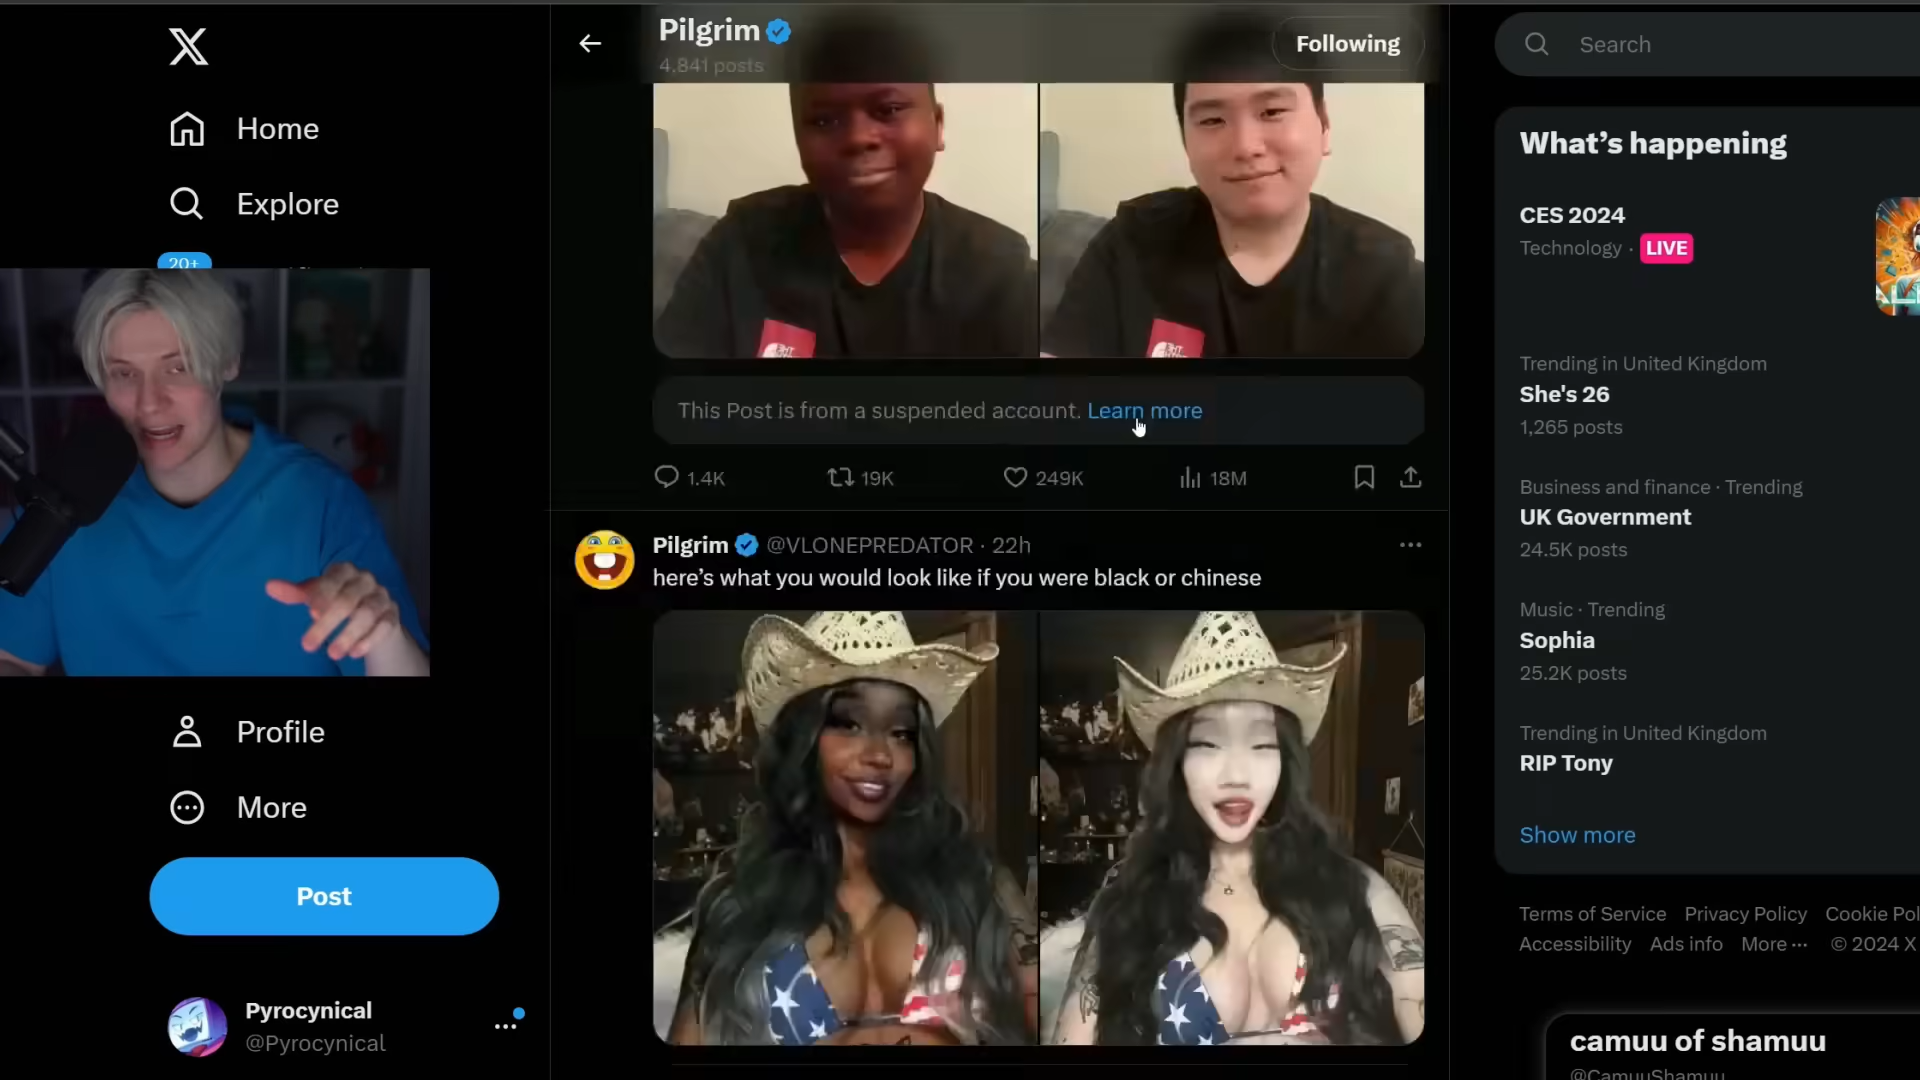 Home
Explore
20+
Profile
More
Post
Pyrocynical
@Pyrocynical
Pilgrim
4,841 posts
Following
This Post is from a suspended account. Learn more
1.4K 19K 249K 18M
Pilgrim @VLONEPREDATOR · 22h
here’s what you would look like if you were black or chinese
Search
What’s happening
CES 2024
Technology · LIVE
Trending in United Kingdom
She's 26
1,265 posts
Business and finance · Trending
UK Government
24.5K posts
Music · Trending
Sophia
25.2K posts
Trending in United Kingdom
RIP Tony
Show more
Terms of Service Privacy Policy Cookie Pol
Accessibility Ads info More ··· © 2024 X
camuu of shamuu
@CamuuShamuu